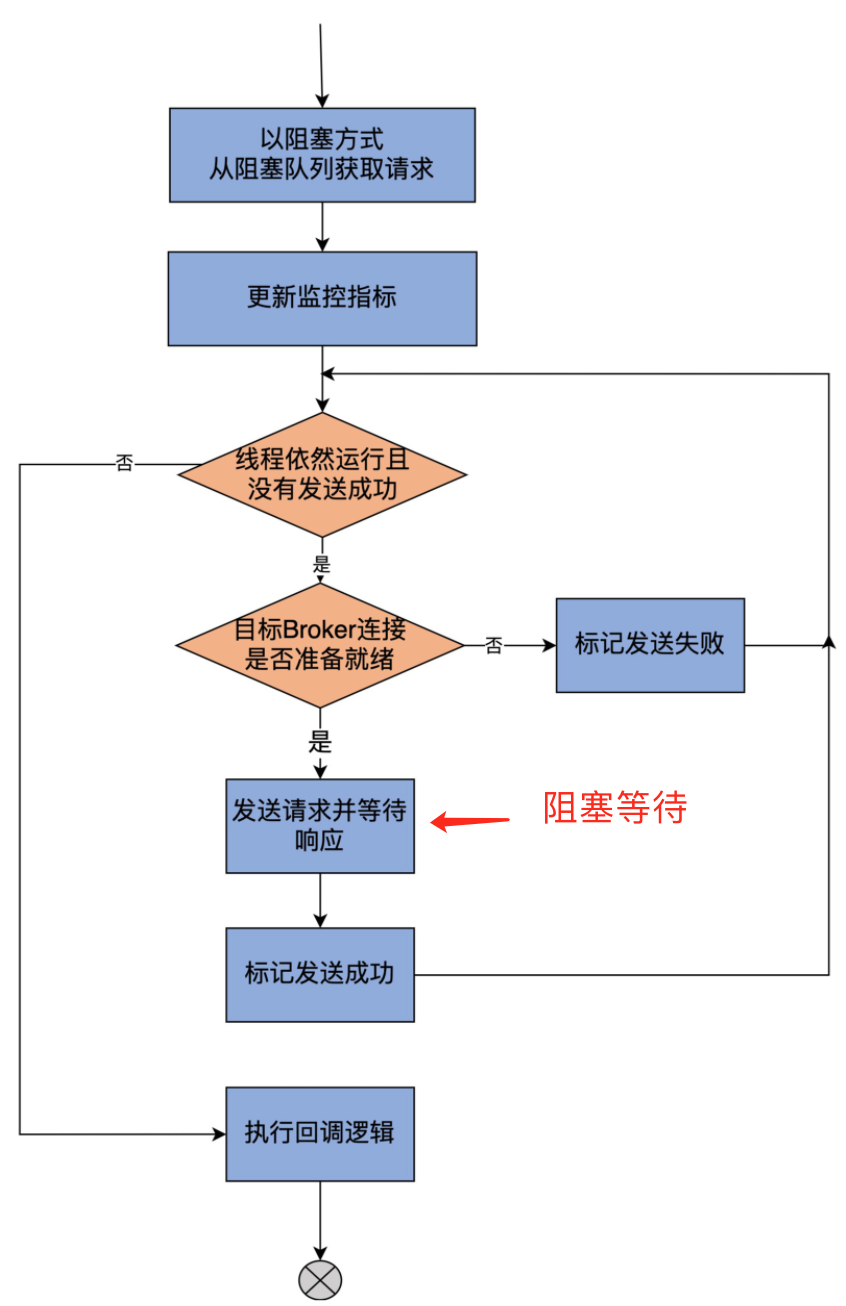 以阻塞方式
从阻塞队列获取请求
更新监控指标
线程依然运行且
没有发送成功
否
是
目标Broker连接
是否准备就绪
否
标记发送失败
是
发送请求并等待
响应
阻塞等待
标记发送成功
执行回调逻辑